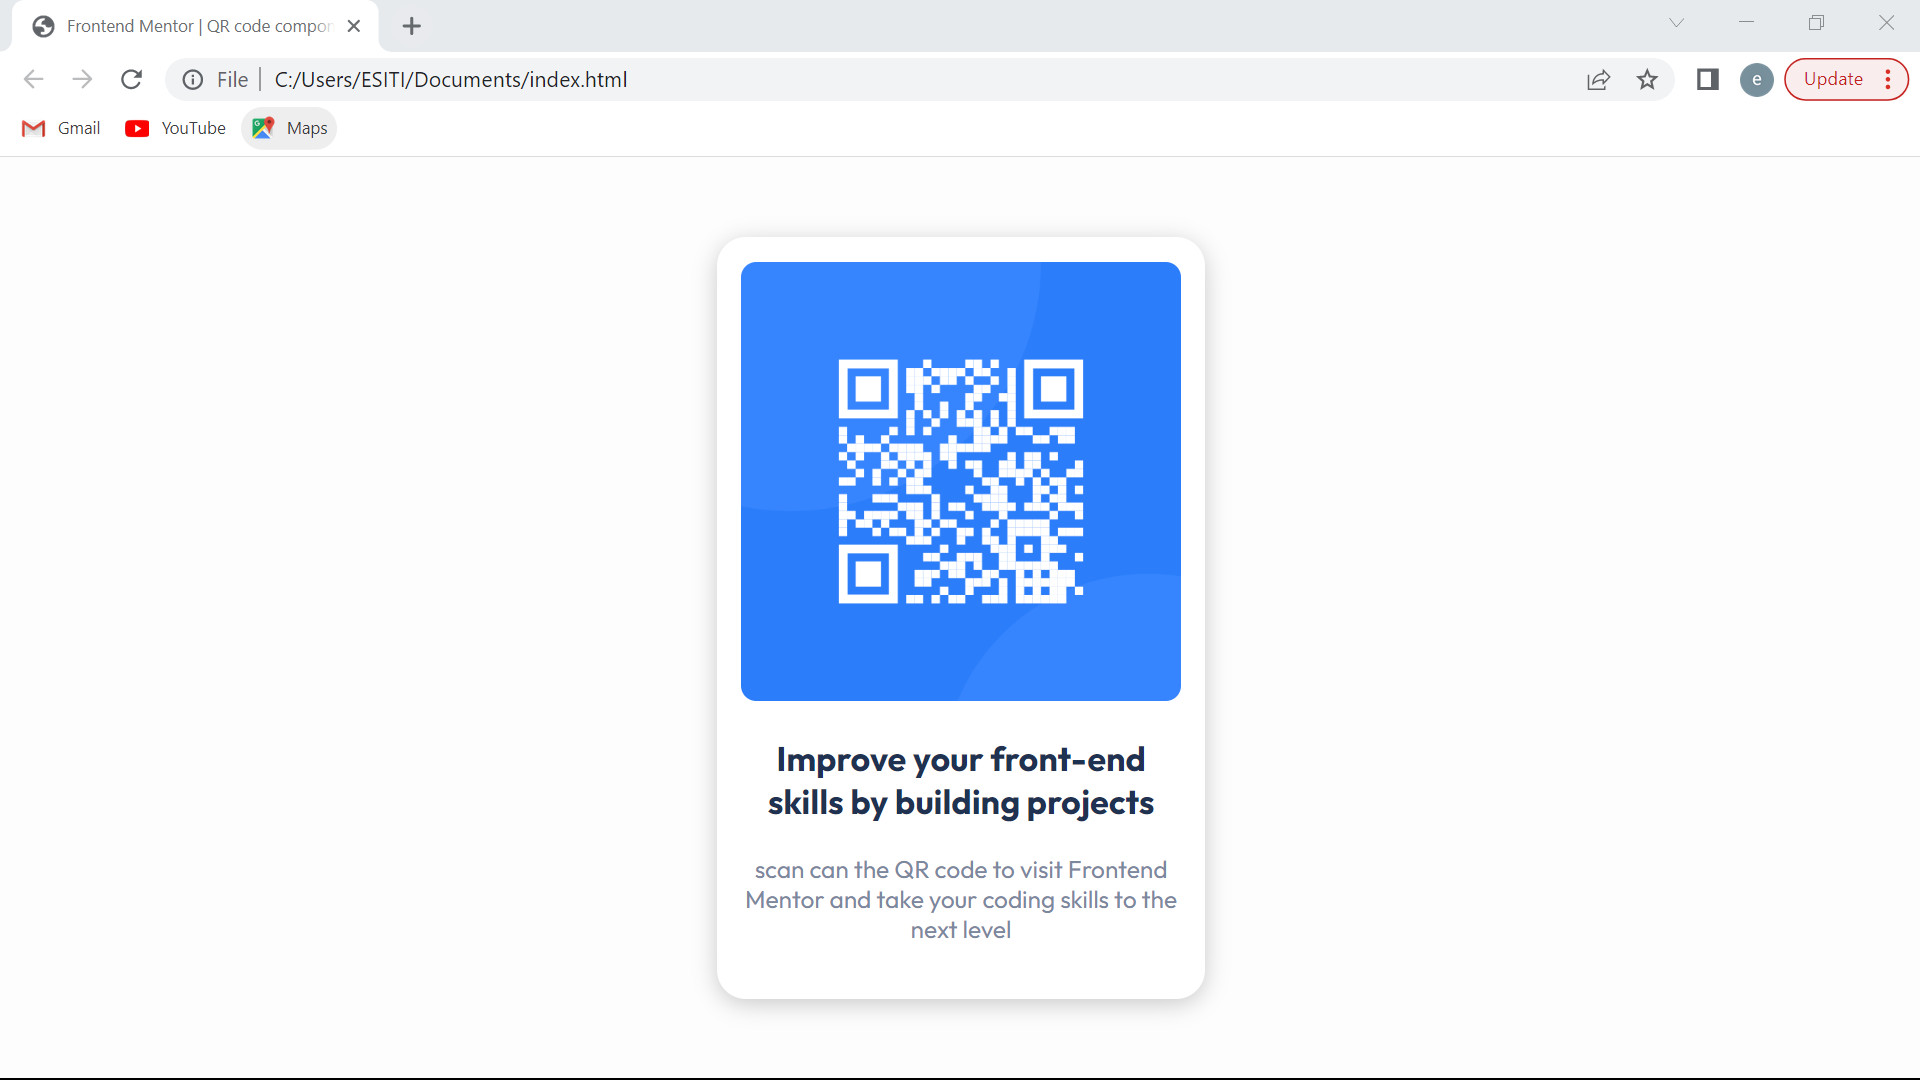 Frontend Mentor | QR code compon
File | C:/Users/ESITI/Documents/index.html
e
Update
Gmail
YouTube
Maps
Improve your front-end
skills by building projects
scan can the QR code to visit Frontend
Mentor and take your coding skills to the
next level